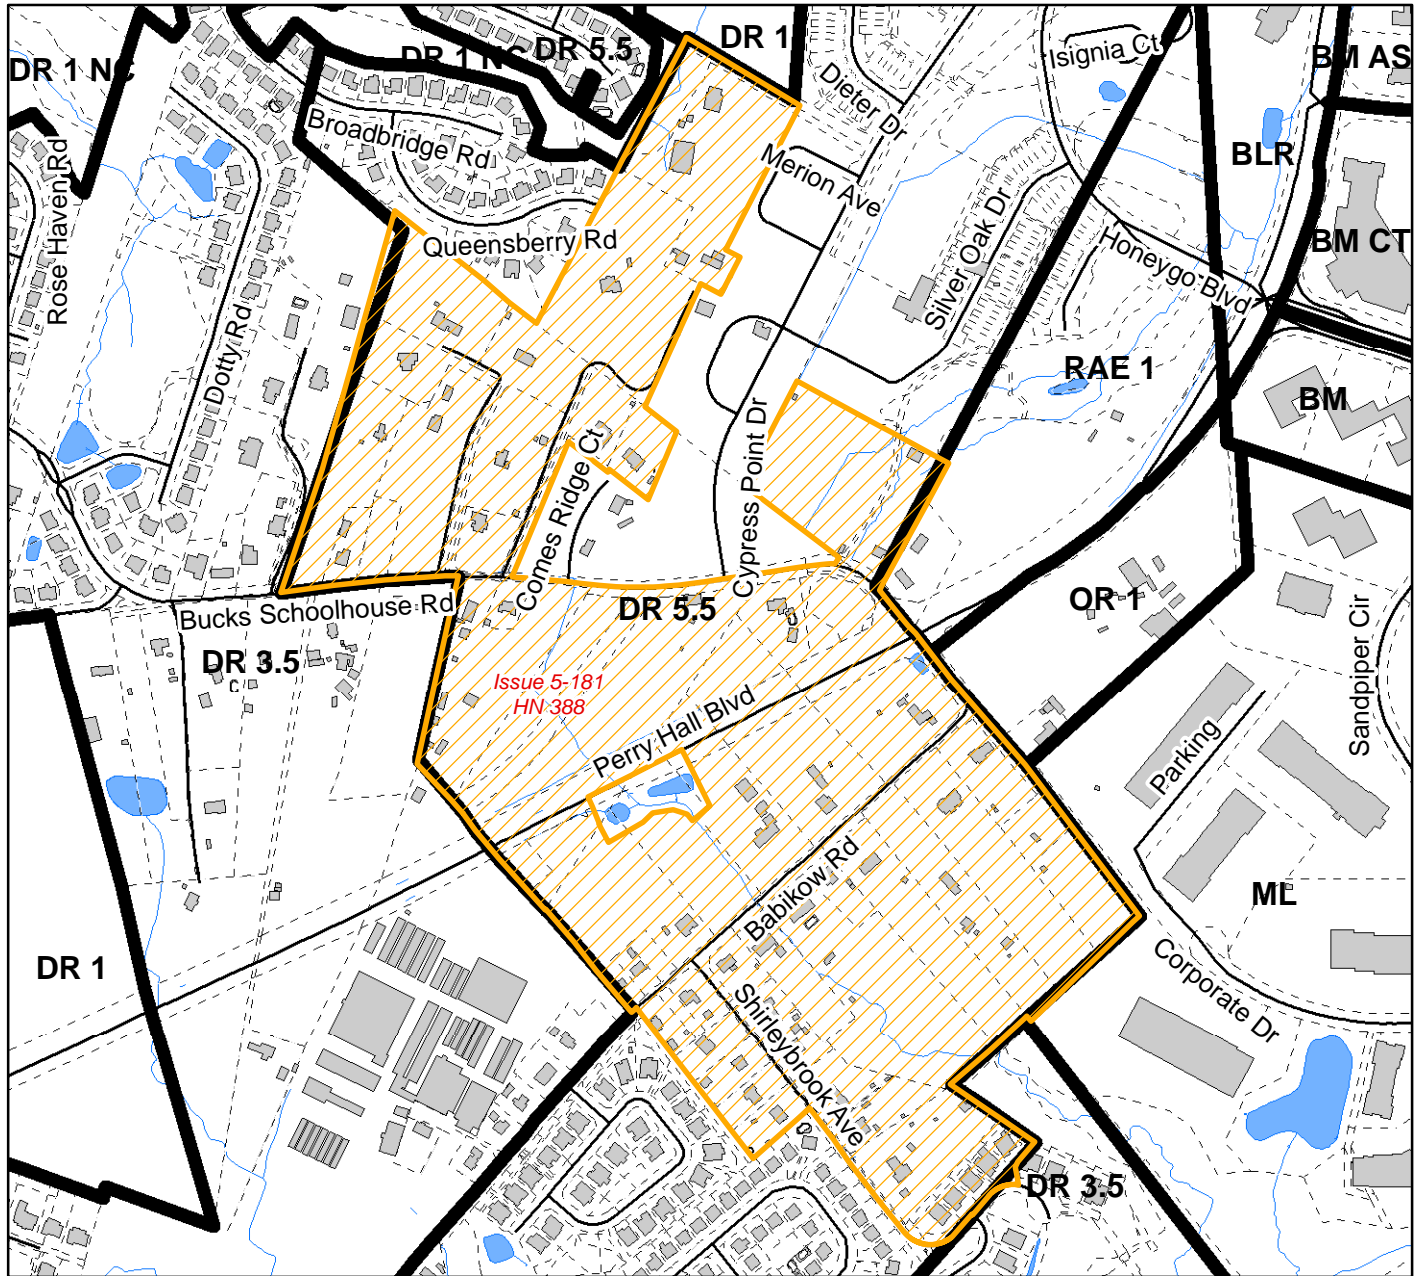 DR 1
DR 5.5
DR 1 NC
DR 1 NC
Isignia Ct
BM AS
Dieter Dr
Broadbridge Rd
Merion Ave
BLR
Rose Haven Rd
Queensberry Rd
Silver Oak Dr
Honeygo Blvd
BM CT
Dotty Rd
RAE 1
BM
Cypress Point Dr
Comes Ridge Ct
Bucks Schoolhouse Rd
DR 5.5
OR 1
DR 3.5
Sandpiper Cir
Issue 5-181
HN 388
Perry Hall Blvd
Parking
Babikow Rd
ML
DR 1
Corporate Dr
Shirleybrook Ave
DR 3.5